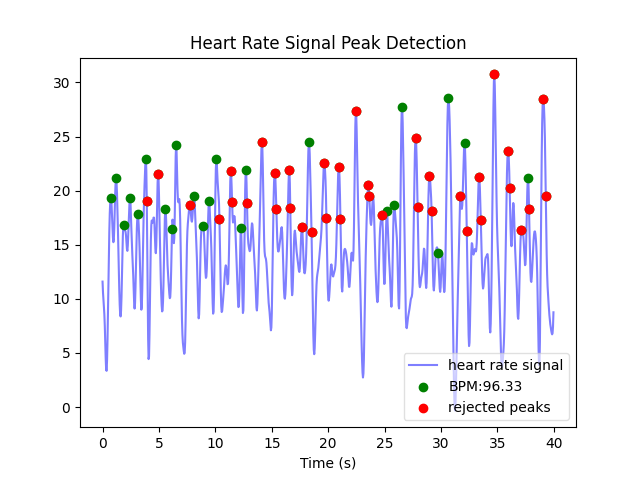 Heart Rate Signal Peak Detection
30
25
20
15
10
5
0
heart rate signal
BPM:96.33
rejected peaks
0 5 10 15 20 25 30 35 40
Time (s)